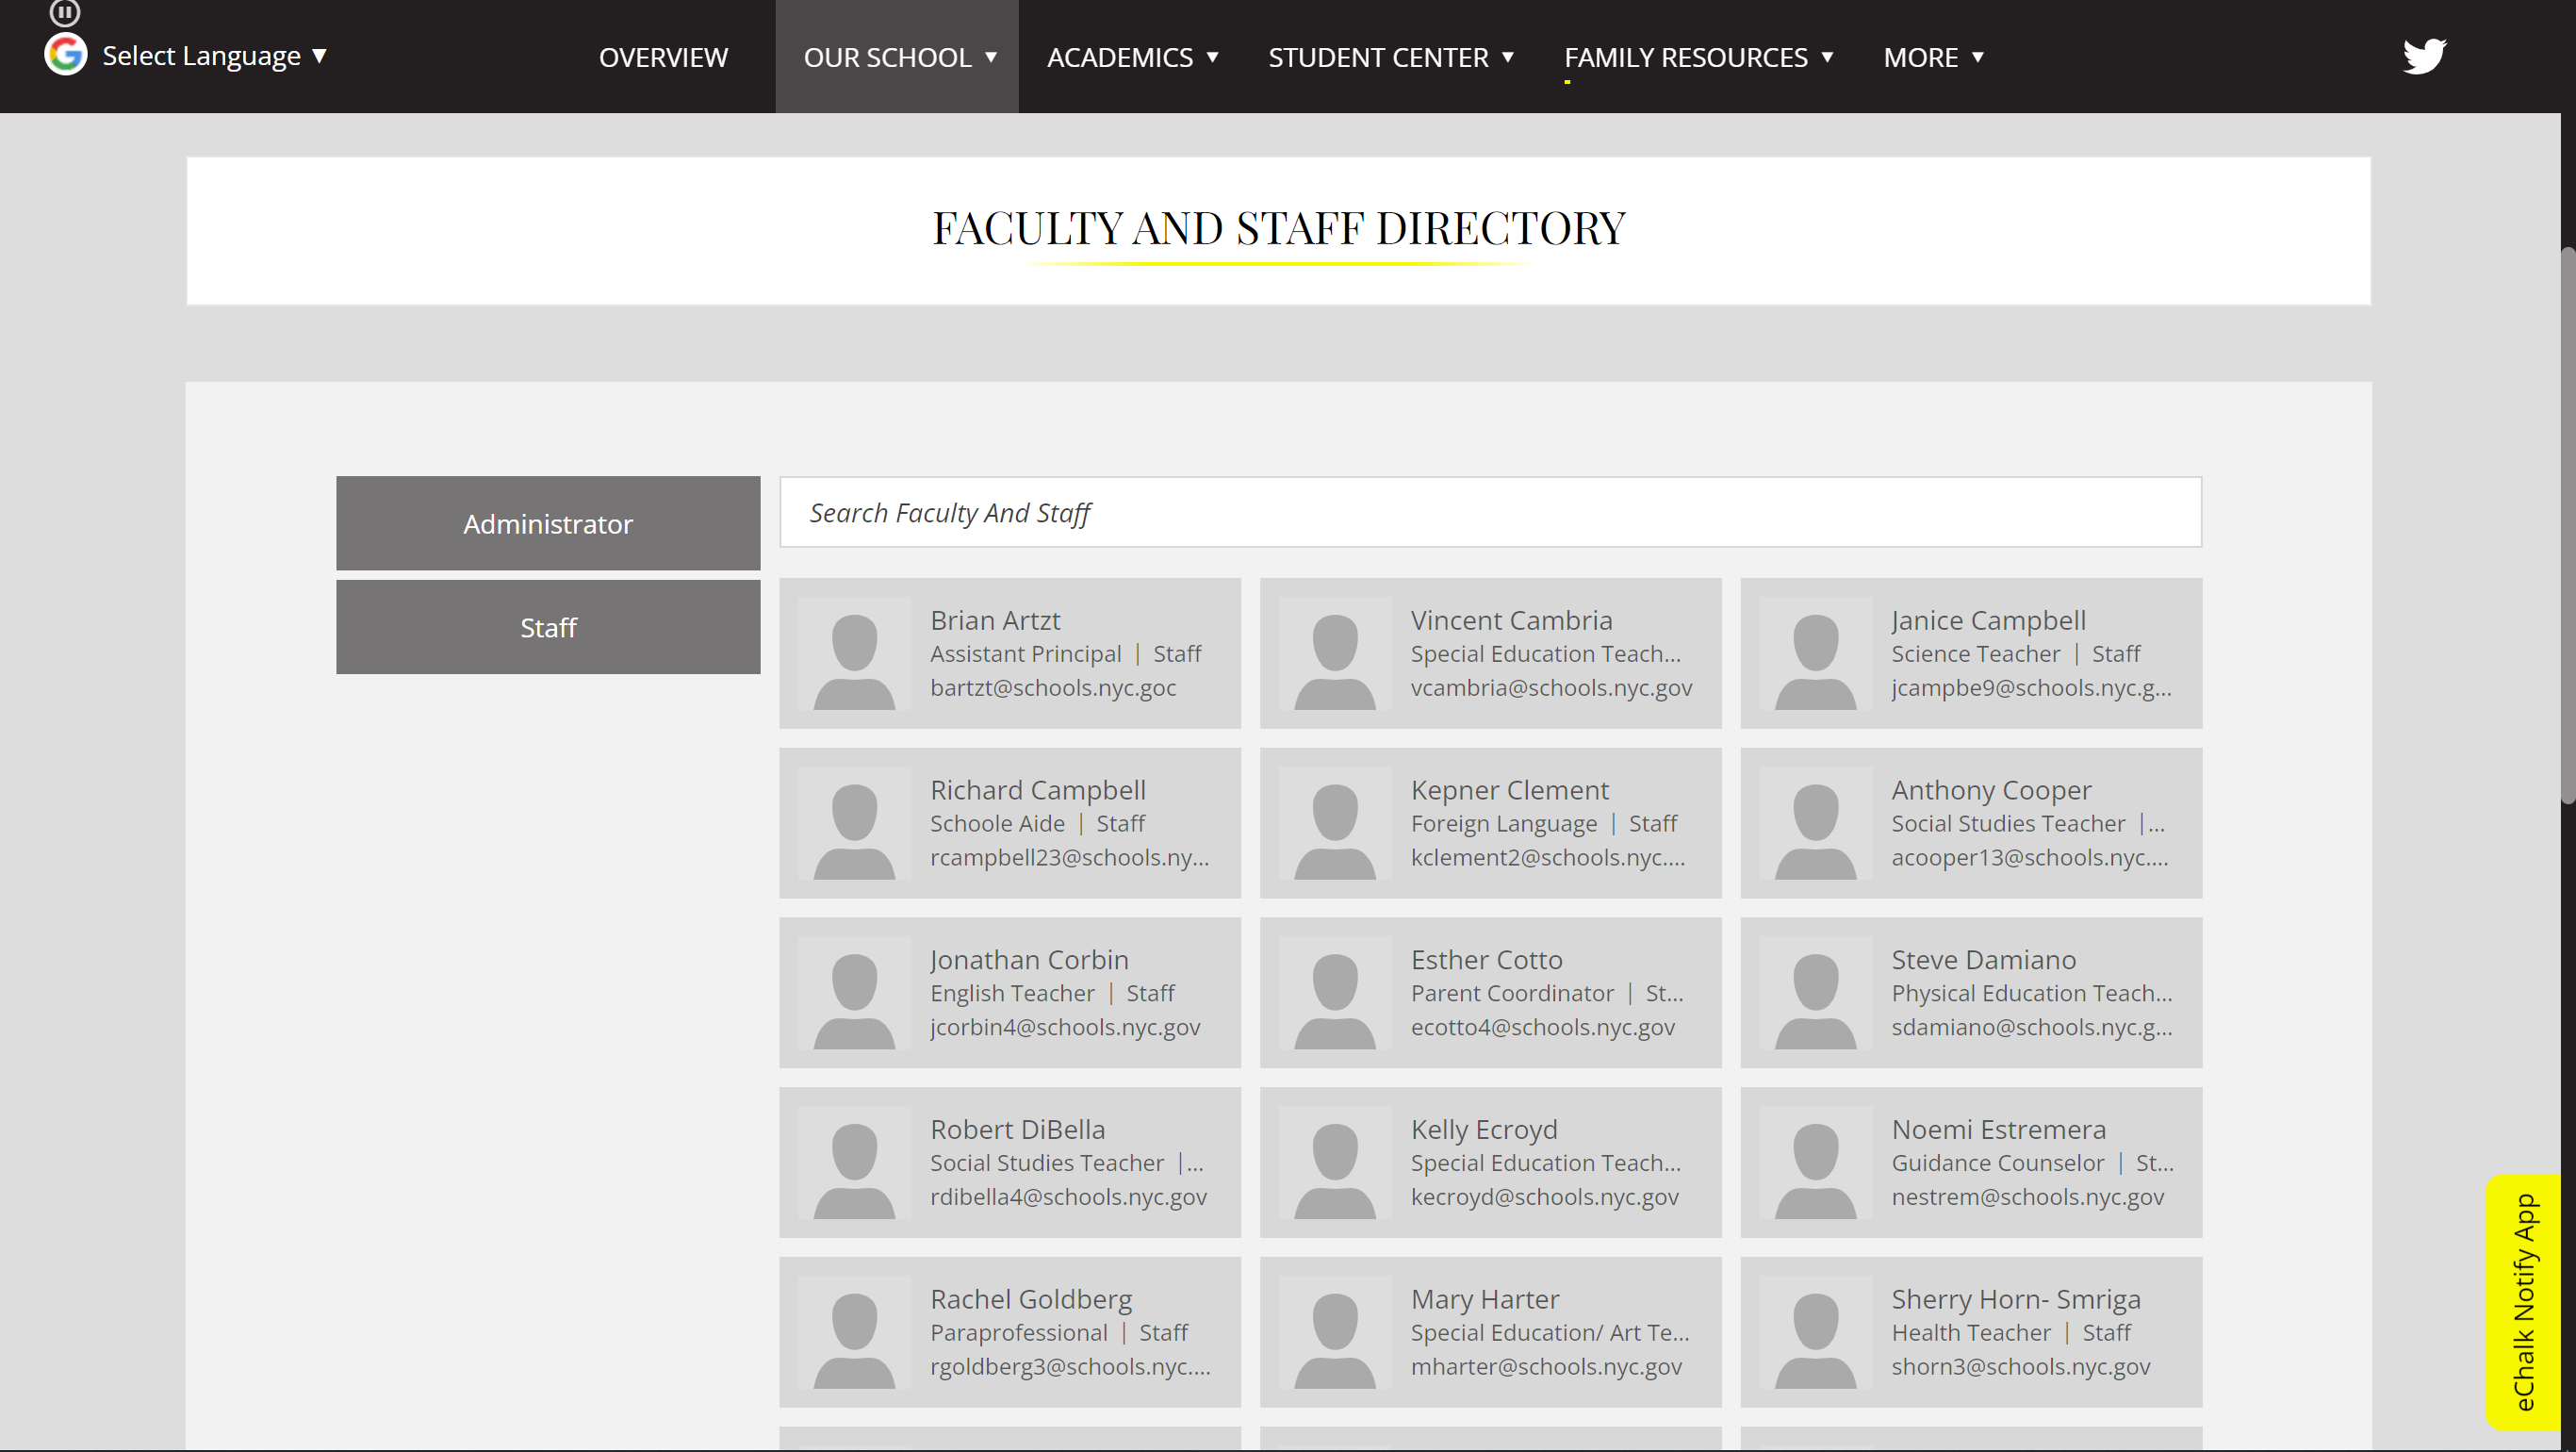 Select Language ▼
OVERVIEW
OUR SCHOOL ▼
ACADEMICS ▼
STUDENT CENTER ▼
FAMILY RESOURCES ▼
MORE ▼
FACULTY AND STAFF DIRECTORY
Administrator
Staff
Search Faculty And Staff
Brian Artzt
Assistant Principal | Staff
bartzt@schools.nyc.goc
Vincent Cambria
Special Education Teach...
vcambria@schools.nyc.gov
Janice Campbell
Science Teacher | Staff
jcampbe9@schools.nyc.g...
Richard Campbell
Schoole Aide | Staff
rcampbell23@schools.ny...
Kepner Clement
Foreign Language | Staff
kclement2@schools.nyc....
Anthony Cooper
Social Studies Teacher |...
acooper13@schools.nyc....
Jonathan Corbin
English Teacher | Staff
jcorbin4@schools.nyc.gov
Esther Cotto
Parent Coordinator | St...
ecotto4@schools.nyc.gov
Steve Damiano
Physical Education Teach...
sdamiano@schools.nyc.g...
Robert DiBella
Social Studies Teacher |...
rdibella4@schools.nyc.gov
Kelly Ecroyd
Special Education Teach...
kecroyd@schools.nyc.gov
Noemi Estremera
Guidance Counselor | St...
nestrem@schools.nyc.gov
Rachel Goldberg
Paraprofessional | Staff
rgoldberg3@schools.nyc....
Mary Harter
Special Education/ Art Te...
mharter@schools.nyc.gov
Sherry Horn- Smriga
Health Teacher | Staff
shorn3@schools.nyc.gov
eChalk Notify App